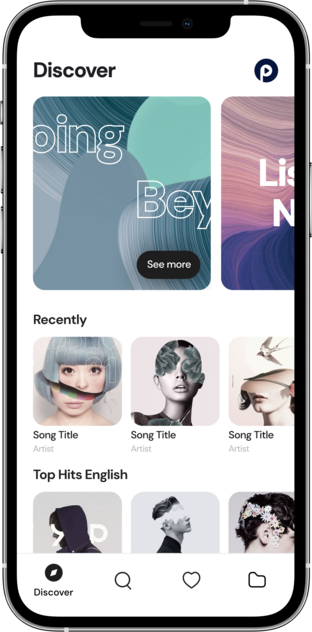 Discover
oing
Bey
Lis
N
See more
Recently
Song Title
Song Title
Song Title
Artist
Artist
Artist
Top Hits English
Discover